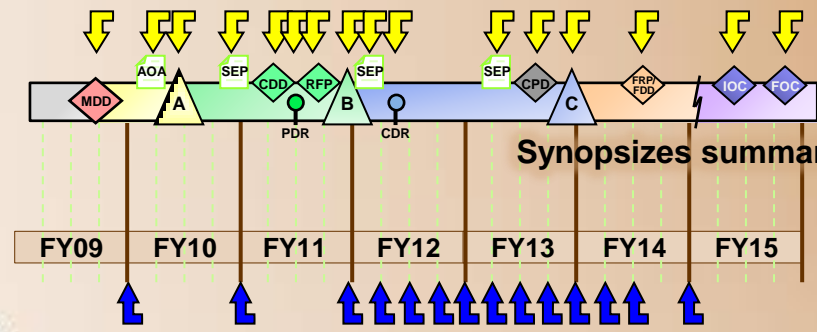 AOA SEP SEP SEP
MDD A CDD RFP B CPD C FRP/ IOC FOC
FDD
PDR CDR
Synopsizes summar
FY09 FY10 FY11 FY12 FY13 FY14 FY15